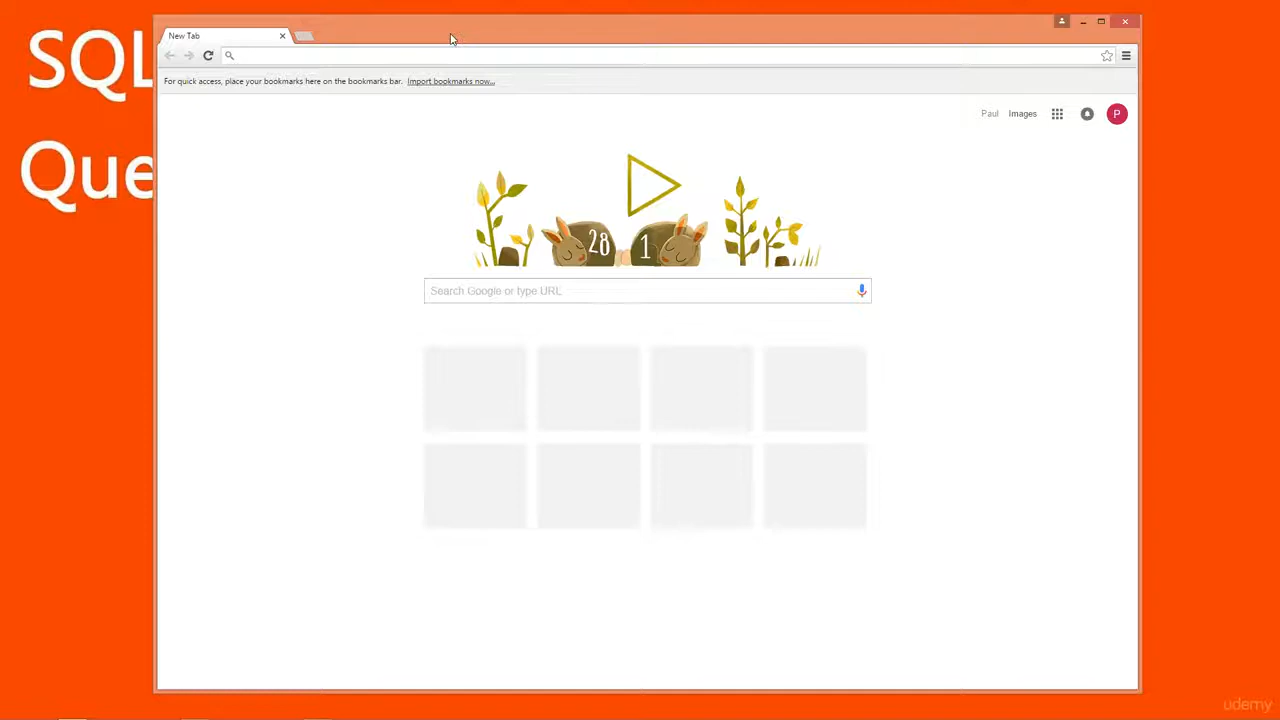 SQL
Que
New Tab
For quick access, place your bookmarks here on the bookmarks bar. Import bookmarks now...
Paul Images
P
28 1
Search Google or type URL
udemy